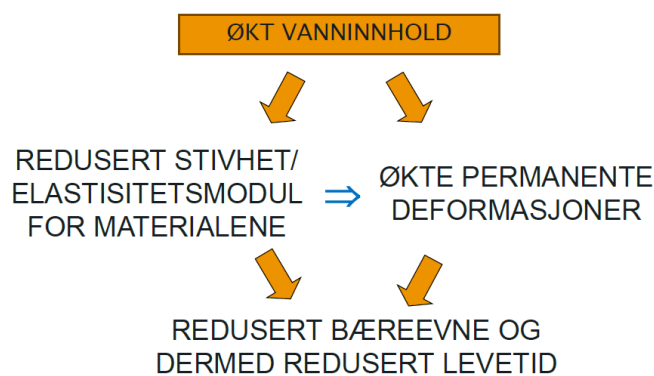 ØKT VANNINNHOLD
REDUSERT STIVHET/
ELASTISITETSMODUL
FOR MATERIALENE
⇒
ØKTE PERMANENTE
DEFORMASJONER
REDUSERT BÆREEVNE OG
DERMED REDUSERT LEVETID